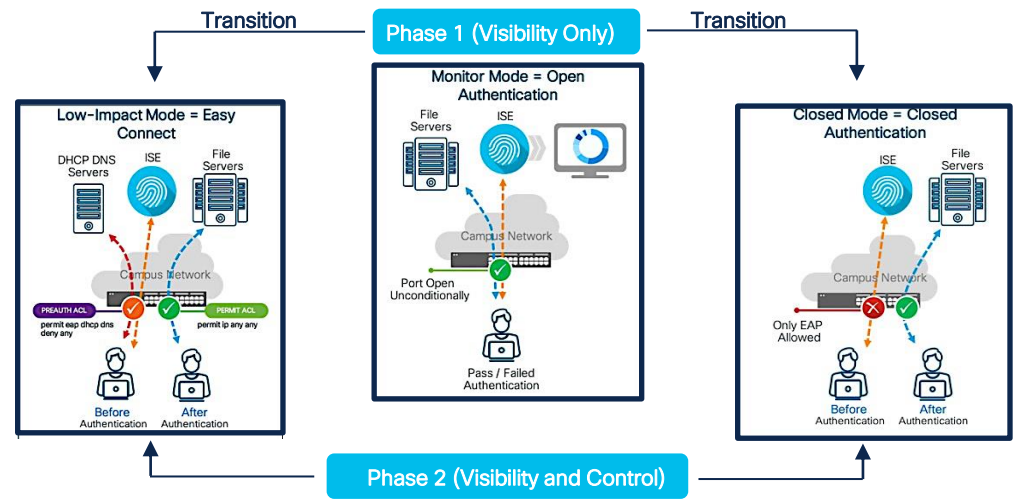 Transition
Phase 1 (Visibility Only)
Transition
Low-Impact Mode = Easy
Connect
DHCP DNS
Servers
ISE
File
Servers
Campus Network
PREAUTH ACL
permit eap dhcp dns
deny any
PERMIT ACL
permit ip any any
Before
Authentication
After
Authentication
Monitor Mode = Open
Authentication
File
Servers
ISE
Campus Network
Port Open
Unconditionally
Pass / Failed
Authentication
Closed Mode = Closed
Authentication
ISE
File
Servers
Campus Network
Only EAP
Allowed
Before
Authentication
After
Authentication
Phase 2 (Visibility and Control)